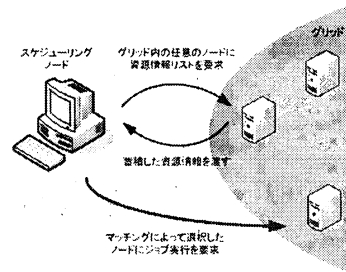 グリッド
スケジューリング
ノード
グリッド内の任意のノードに
資源情報リストを要求
蓄積した資源情報を渡す
マッチングによって選択した
ノードにジョブ実行を要求